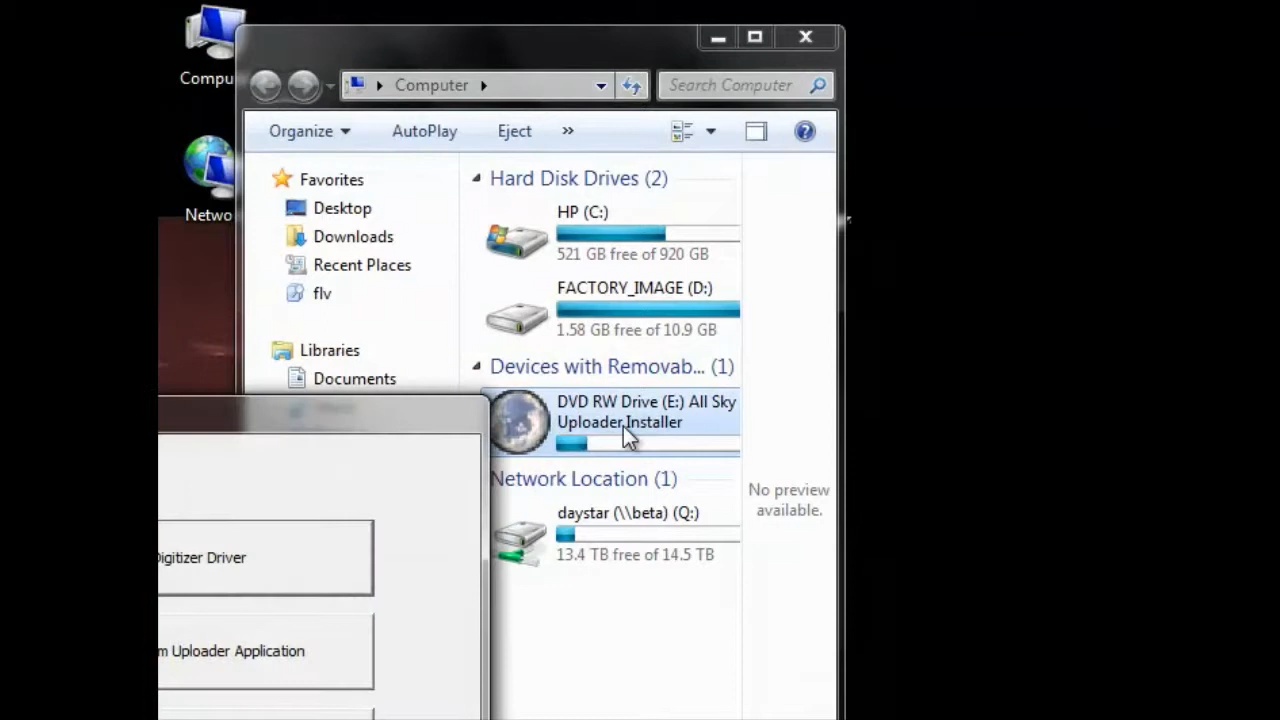 Compu
Computer
Search Computer
Organize
AutoPlay
Eject
»
Netwo
Favorites
Desktop
Downloads
Recent Places
flv
Libraries
Documents
Hard Disk Drives (2)
HP (C:)
521 GB free of 920 GB
FACTORY_IMAGE (D:)
1.58 GB free of 10.9 GB
Devices with Removab... (1)
DVD RW Drive (E:) All Sky
Uploader Installer
Network Location (1)
daystar (\\beta) (Q:)
13.4 TB free of 14.5 TB
No preview
available.
Digitizer Driver
m Uploader Application